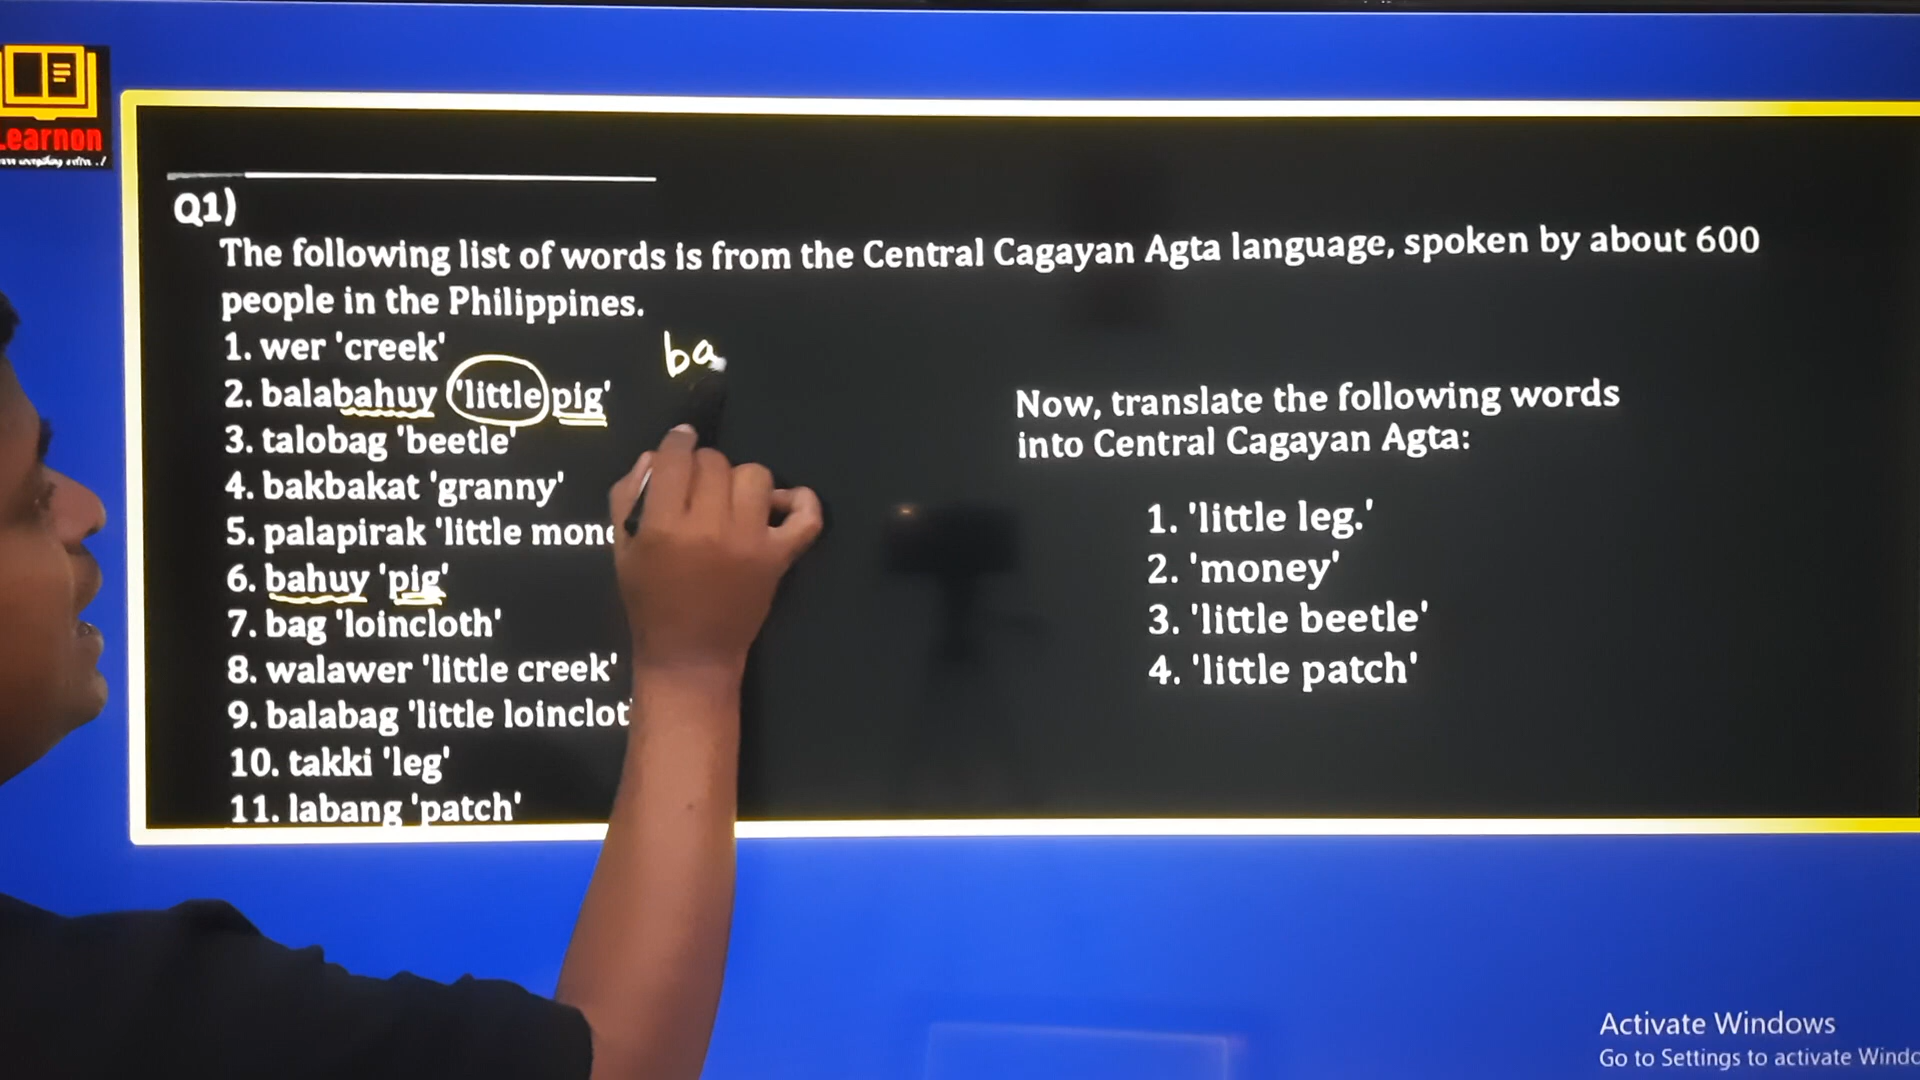 Learnon
Q1)
The following list of words is from the Central Cagayan Agta language, spoken by about 600
people in the Philippines.
1. wer 'creek'
ba
2. balabahuy 'little pig'
3. talobag 'beetle'
4. bakbakat 'granny'
5. palapirak 'little mone
6. bahuy 'pig'
7. bag 'loincloth'
8. walawer 'little creek'
9. balabag 'little loinclot
10. takki 'leg'
11. labang 'patch'
Now, translate the following words
into Central Cagayan Agta:
1. 'little leg.'
2. 'money'
3. 'little beetle'
4. 'little patch'
Activate Windows
Go to Settings to activate Windo